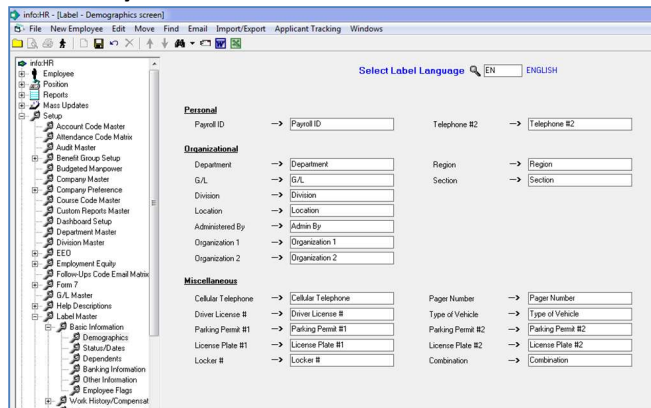 info:HR - [Label - Demographics screen]
File New Employee Edit Move Find Email Import/Export Applicant Tracking Windows
info:HR
Employee
Position
Reports
Mass Updates
Setup
Account Code Master
Attendance Code Matrix
Audit Master
Benefit Group Setup
Budgeted Manpower
Company Master
Company Preference
Course Code Master
Custom Reports Master
Dashboard Setup
Department Master
Division Master
EEO
Employment Equity
Follow-Ups Code Email Matrix
Form 7
G/L Master
Help Descriptions
Label Master
Basic Information
Demographics
Status/Dates
Dependents
Banking Information
Other Information
Employee Flags
Work History/Compensat
Select Label Language EN ENGLISH
Personal
Payroll ID --> Payroll ID Telephone #2 --> Telephone #2
Organizational
Department --> Department Region --> Region
G/L --> G/L Section --> Section
Division --> Division
Location --> Location
Administered By --> Admin By
Organization 1 --> Organization 1
Organization 2 --> Organization 2
Miscellaneous
Cellular Telephone --> Cellular Telephone Pager Number --> Pager Number
Driver License # --> Driver License # Type of Vehicle --> Type of Vehicle
Parking Permit #1 --> Parking Permit #1 Parking Permit #2 --> Parking Permit #2
License Plate #1 --> License Plate #1 License Plate #2 --> License Plate #2
Locker # --> Locker # Combination --> Combination